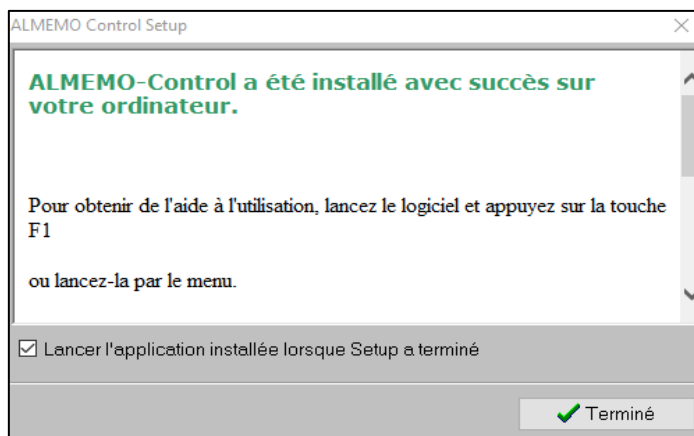 ALMEMO Control Setup
ALMEMO-Control a été installé avec succès sur
votre ordinateur.
Pour obtenir de l'aide à l'utilisation, lancez le logiciel et appuyez sur la touche
F1
ou lancez-la par le menu.
Lancer l'application installée lorsque Setup a terminé
Terminé